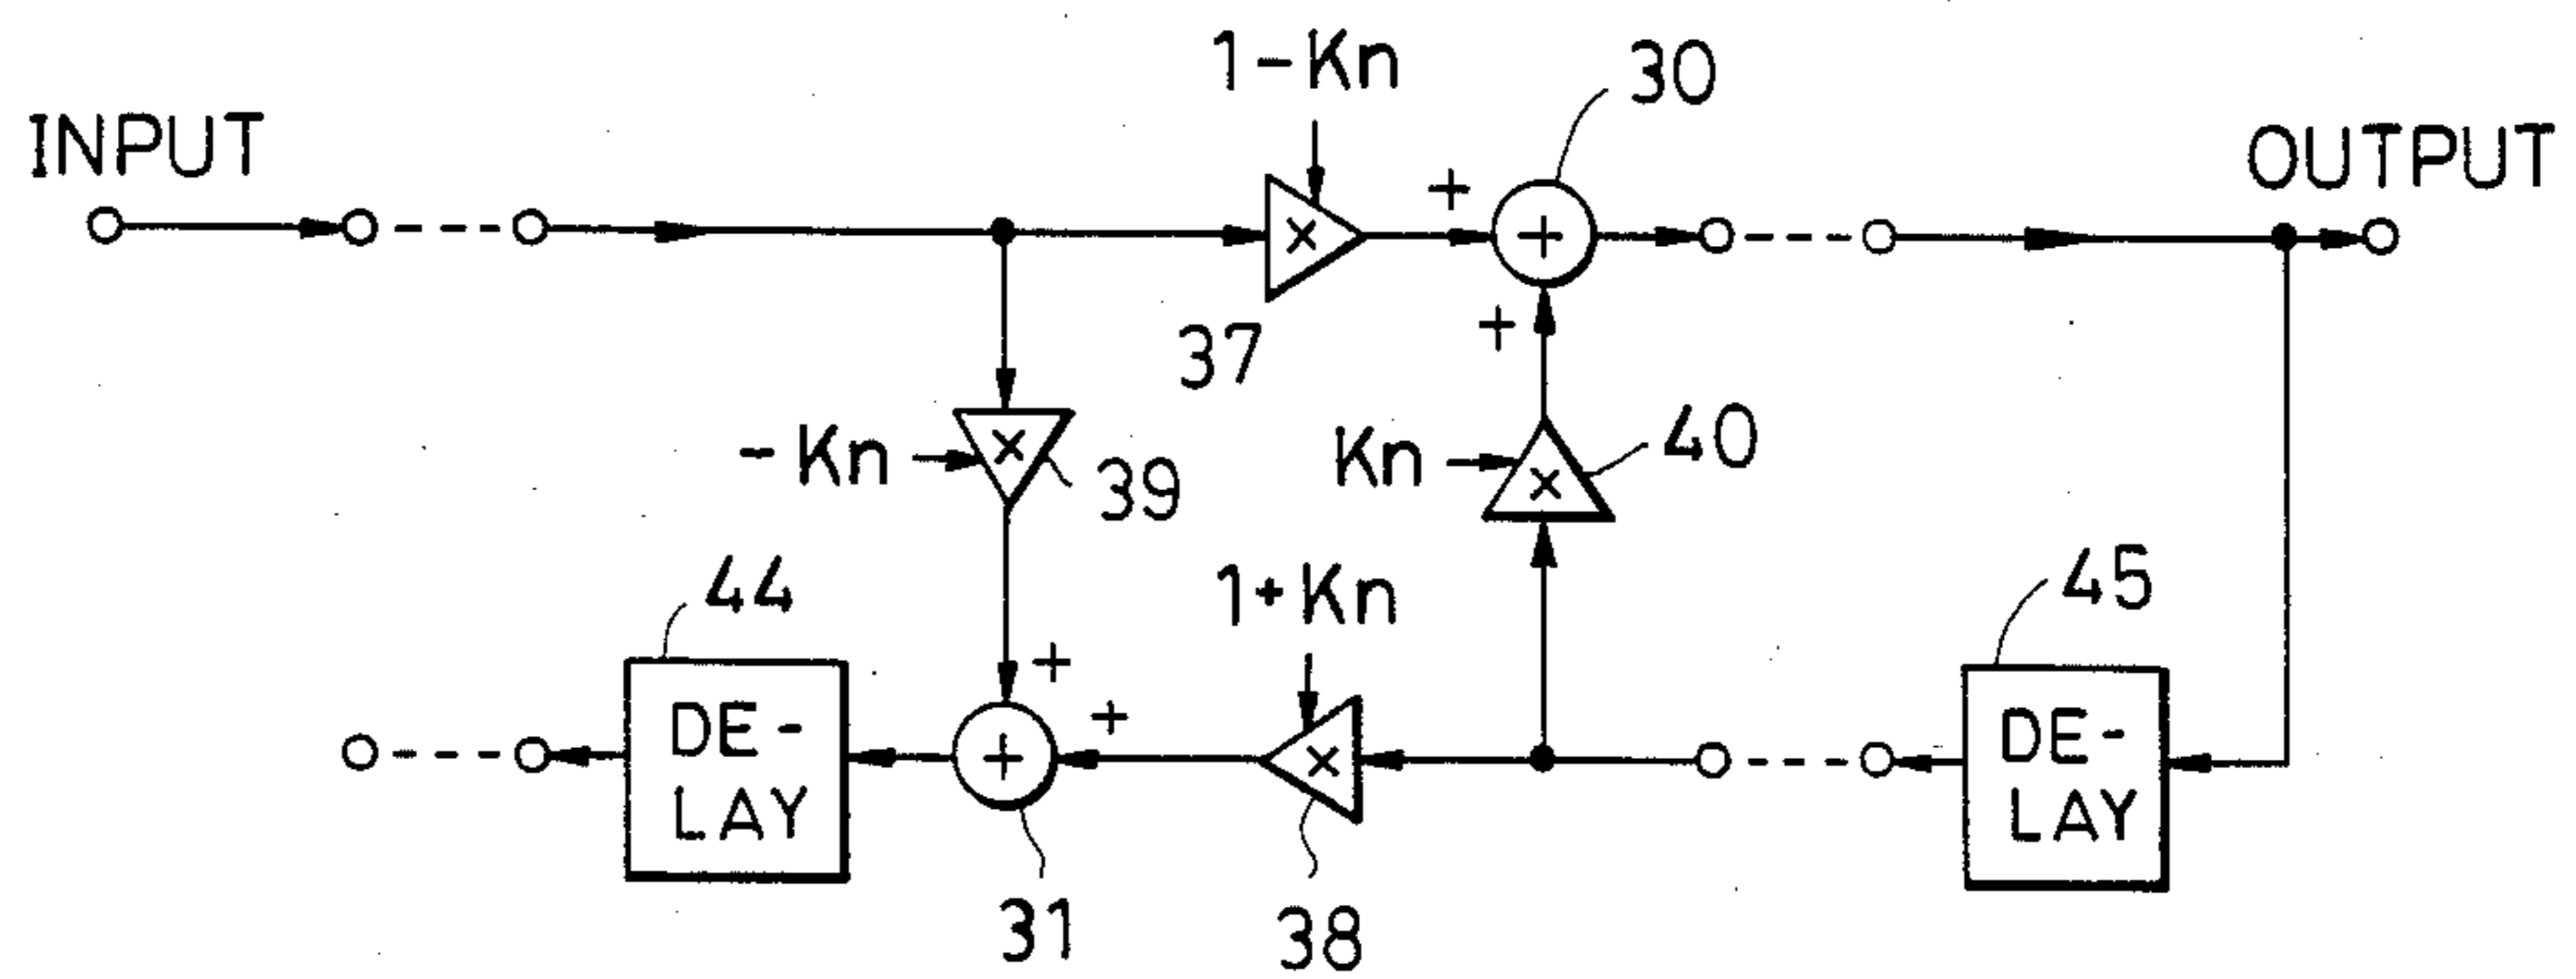 1-Kn
30
INPUT
OUTPUT
+
×
+
37
+
-Kn
×
39
Kn
×
40
44
1+Kn
45
+
DE-
LAY
+
+
×
DE-
LAY
31
38